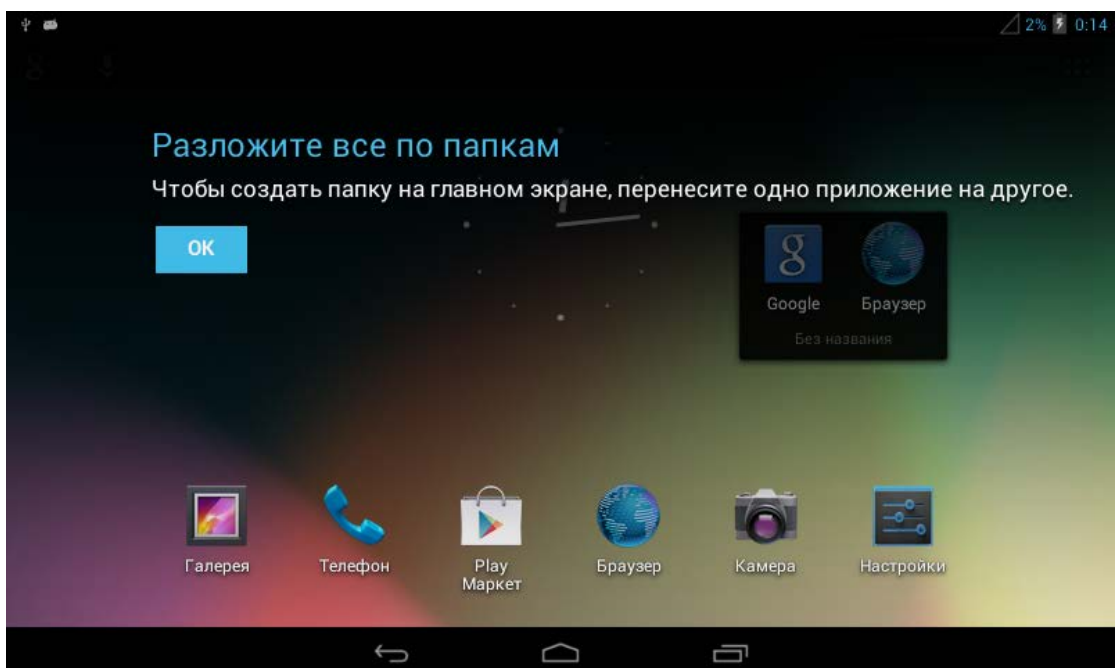 2% 0:14
Разложите все по папкам
Чтобы создать папку на главном экране, перенесите одно приложение на другое.
ОК
g
Google Браузер
Без названия
Галерея Телефон Play Браузер Камера Настройки
Маркет